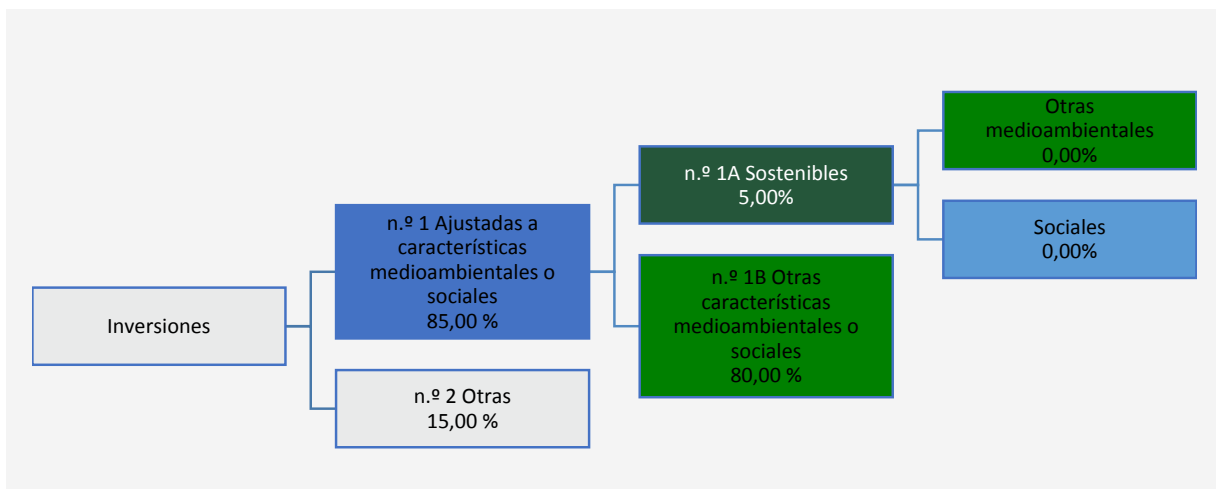 Inversiones
n.º 1 Ajustadas a
características
medioambientales o
sociales
85,00 %
n.º 2 Otras
15,00 %
n.º 1A Sostenibles
5,00%
n.º 1B Otras
características
medioambientales o
sociales
80,00 %
Otras
medioambientales
0,00%
Sociales
0,00%